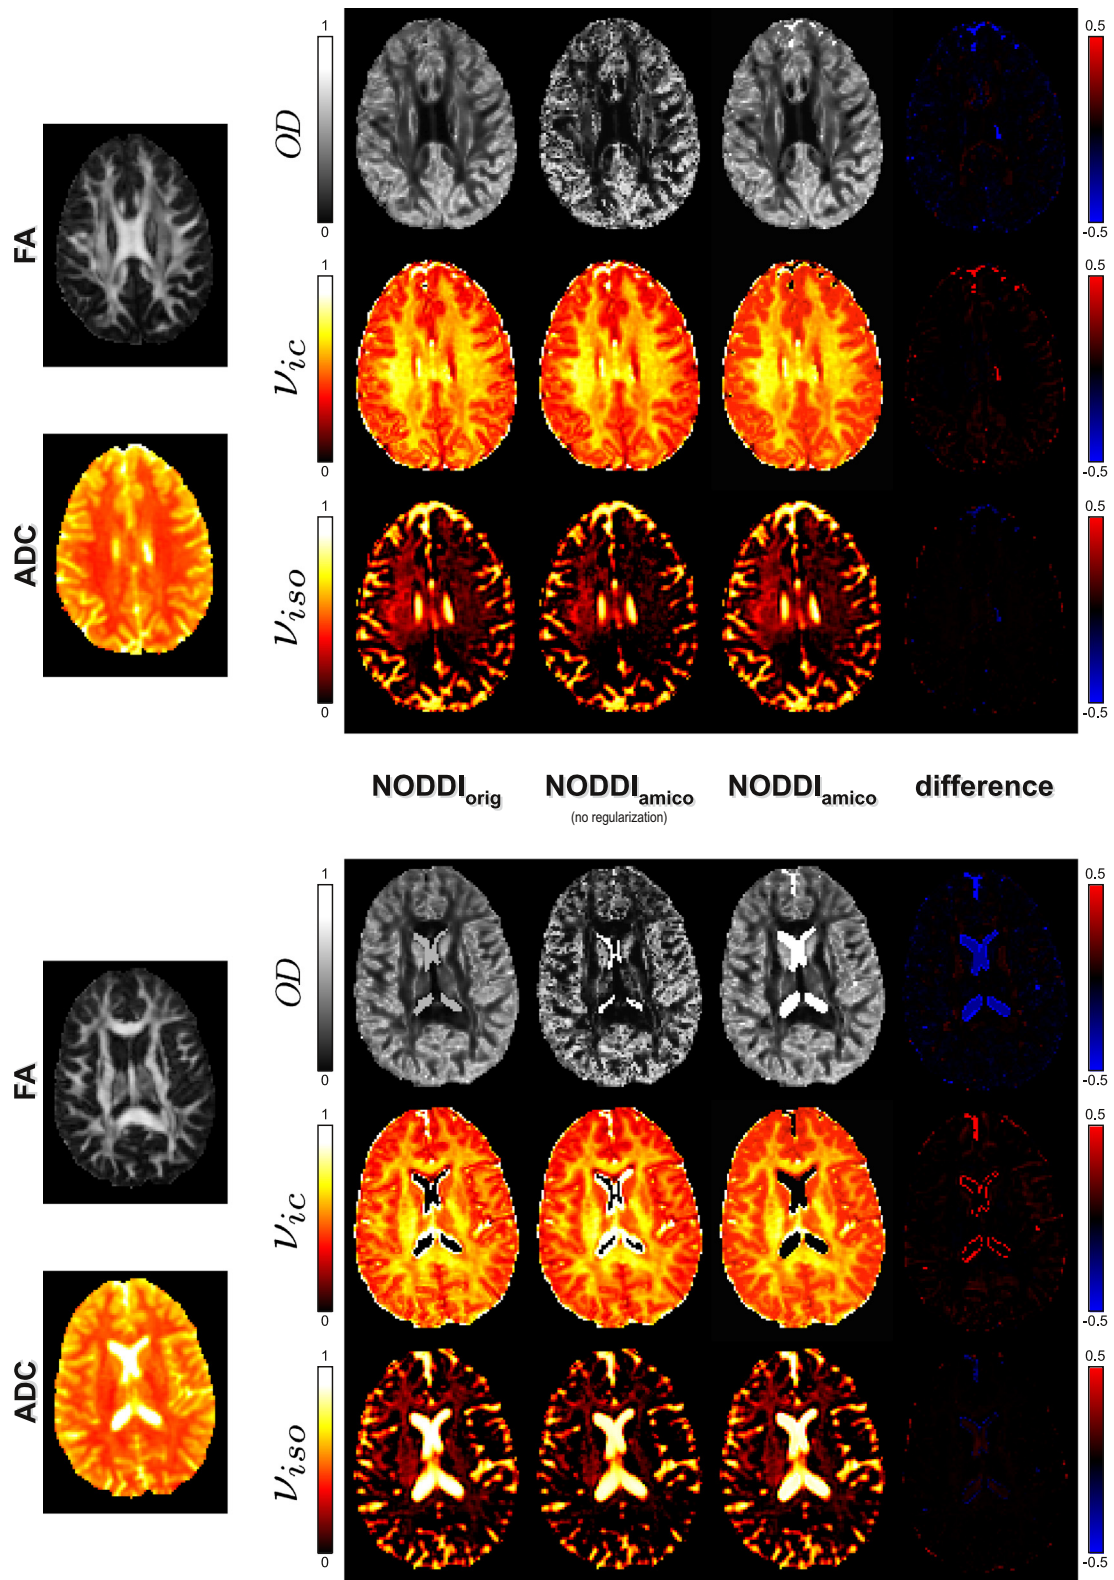 1
OD
0
0.5
-0.5
FA
1
ν_ic
0
0.5
-0.5
ADC
1
ν_iso
0
0.5
-0.5
NODDI_orig
NODDI_amico
(no regularization)
NODDI_amico
difference
1
OD
0
0.5
-0.5
FA
1
ν_ic
0
0.5
-0.5
ADC
1
ν_iso
0
0.5
-0.5